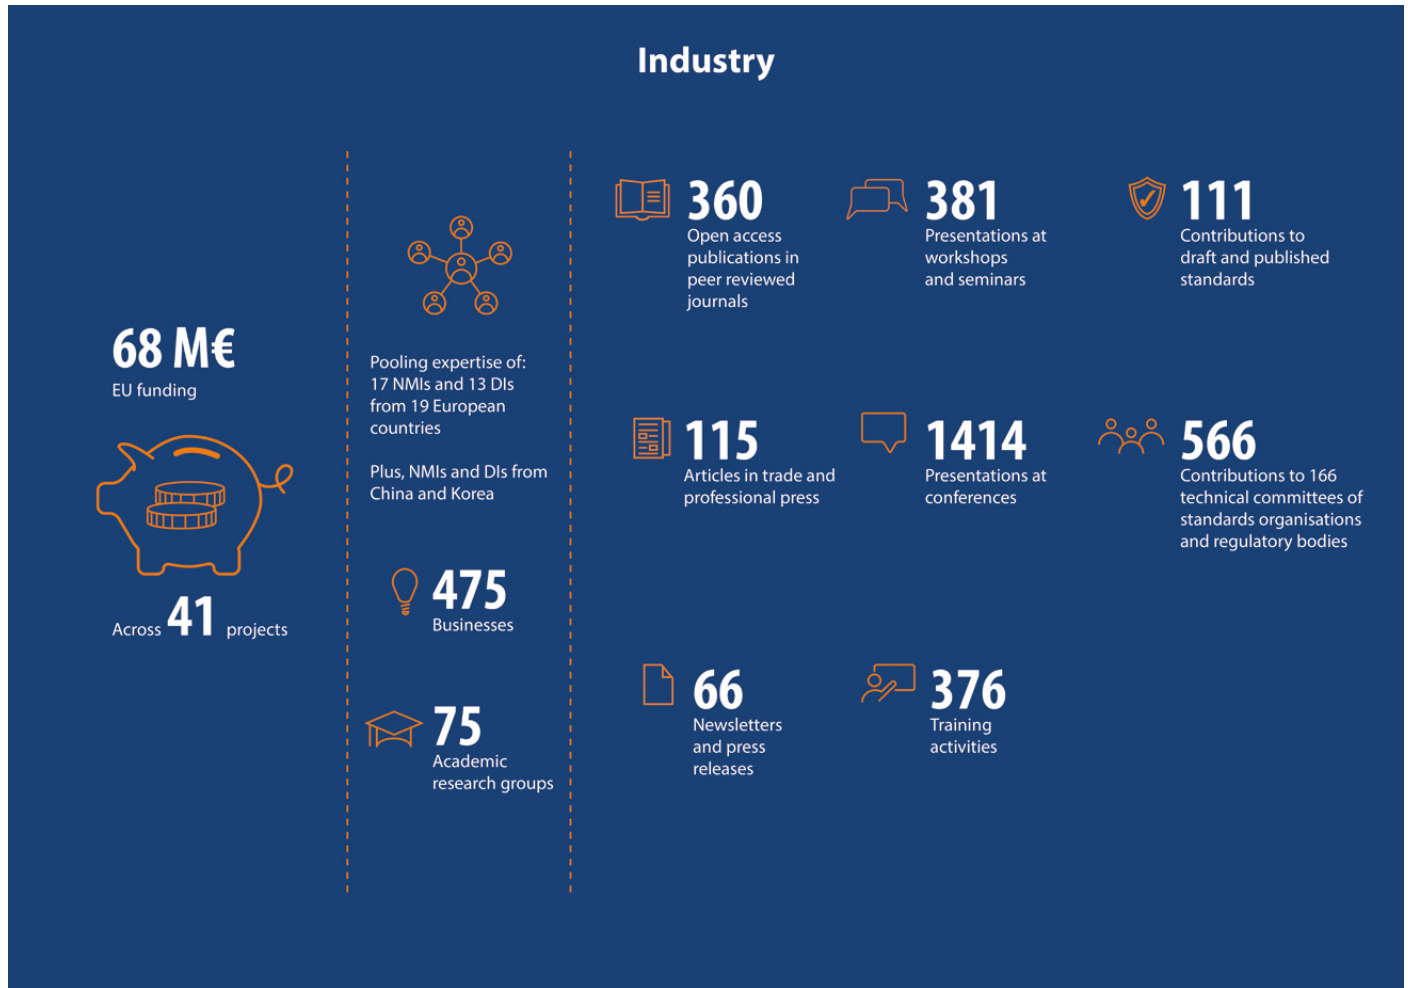 Industry
68 M€
EU funding
Across 41 projects
Pooling expertise of:
17 NMIs and 13 DIs
from 19 European
countries
Plus, NMIs and DIs from
China and Korea
475
Businesses
75
Academic
research groups
360
Open access
publications in
peer reviewed
journals
381
Presentations at
workshops
and seminars
111
Contributions to
draft and published
standards
115
Articles in trade and
professional press
1414
Presentations at
conferences
566
Contributions to 166
technical committees of
standards organisations
and regulatory bodies
66
Newsletters
and press
releases
376
Training
activities